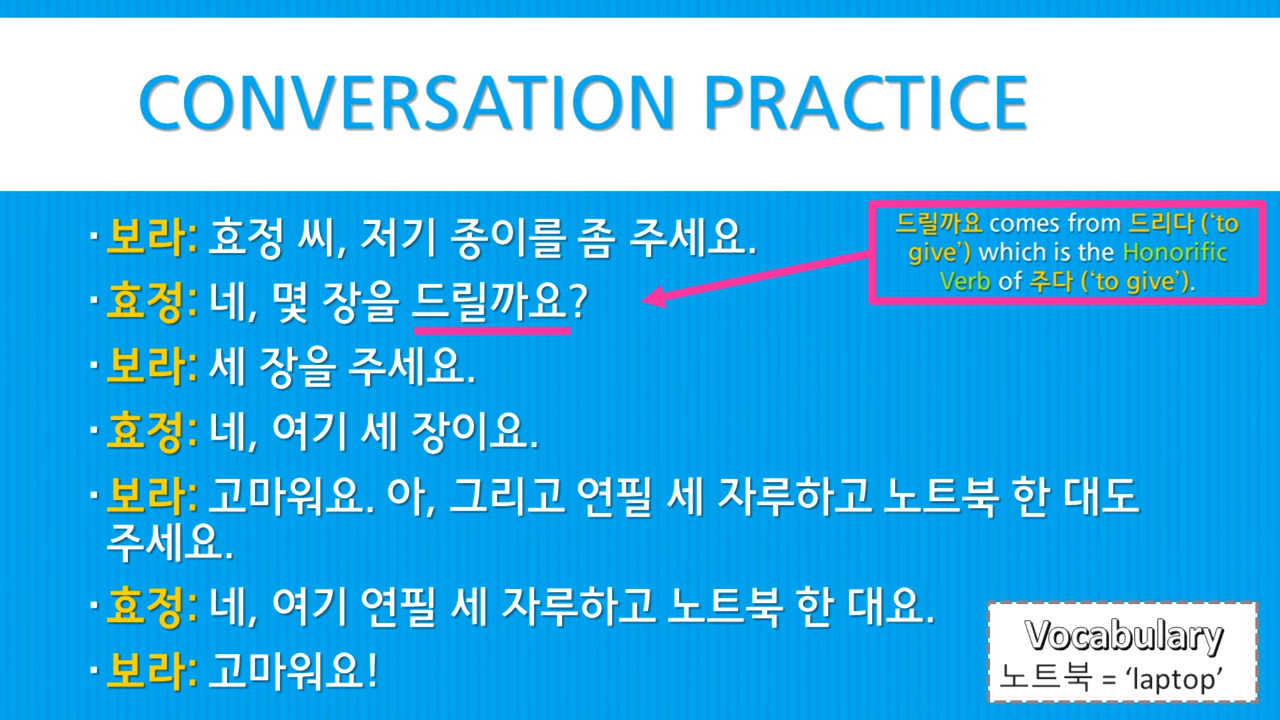 CONVERSATION PRACTICE
· 보라: 효정 씨, 저기 종이를 좀 주세요.
드릴까요 comes from 드리다 (‘to
give’) which is the Honorific
Verb of 주다 (‘to give’).
· 효정: 네, 몇 장을 드릴까요?
· 보라: 세 장을 주세요.
· 효정: 네, 여기 세 장이요.
· 보라: 고마워요. 아, 그리고 연필 세 자루하고 노트북 한 대도
주세요.
· 효정: 네, 여기 연필 세 자루하고 노트북 한 대요.
· 보라: 고마워요!
Vocabulary
노트북 = ‘laptop’